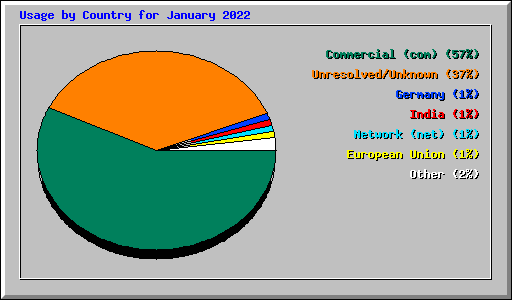 Usage by Country for January 2022
Commercial (com) (57%)
Unresolved/Unknown (37%)
Germany (1%)
India (1%)
Network (net) (1%)
European Union (1%)
Other (2%)